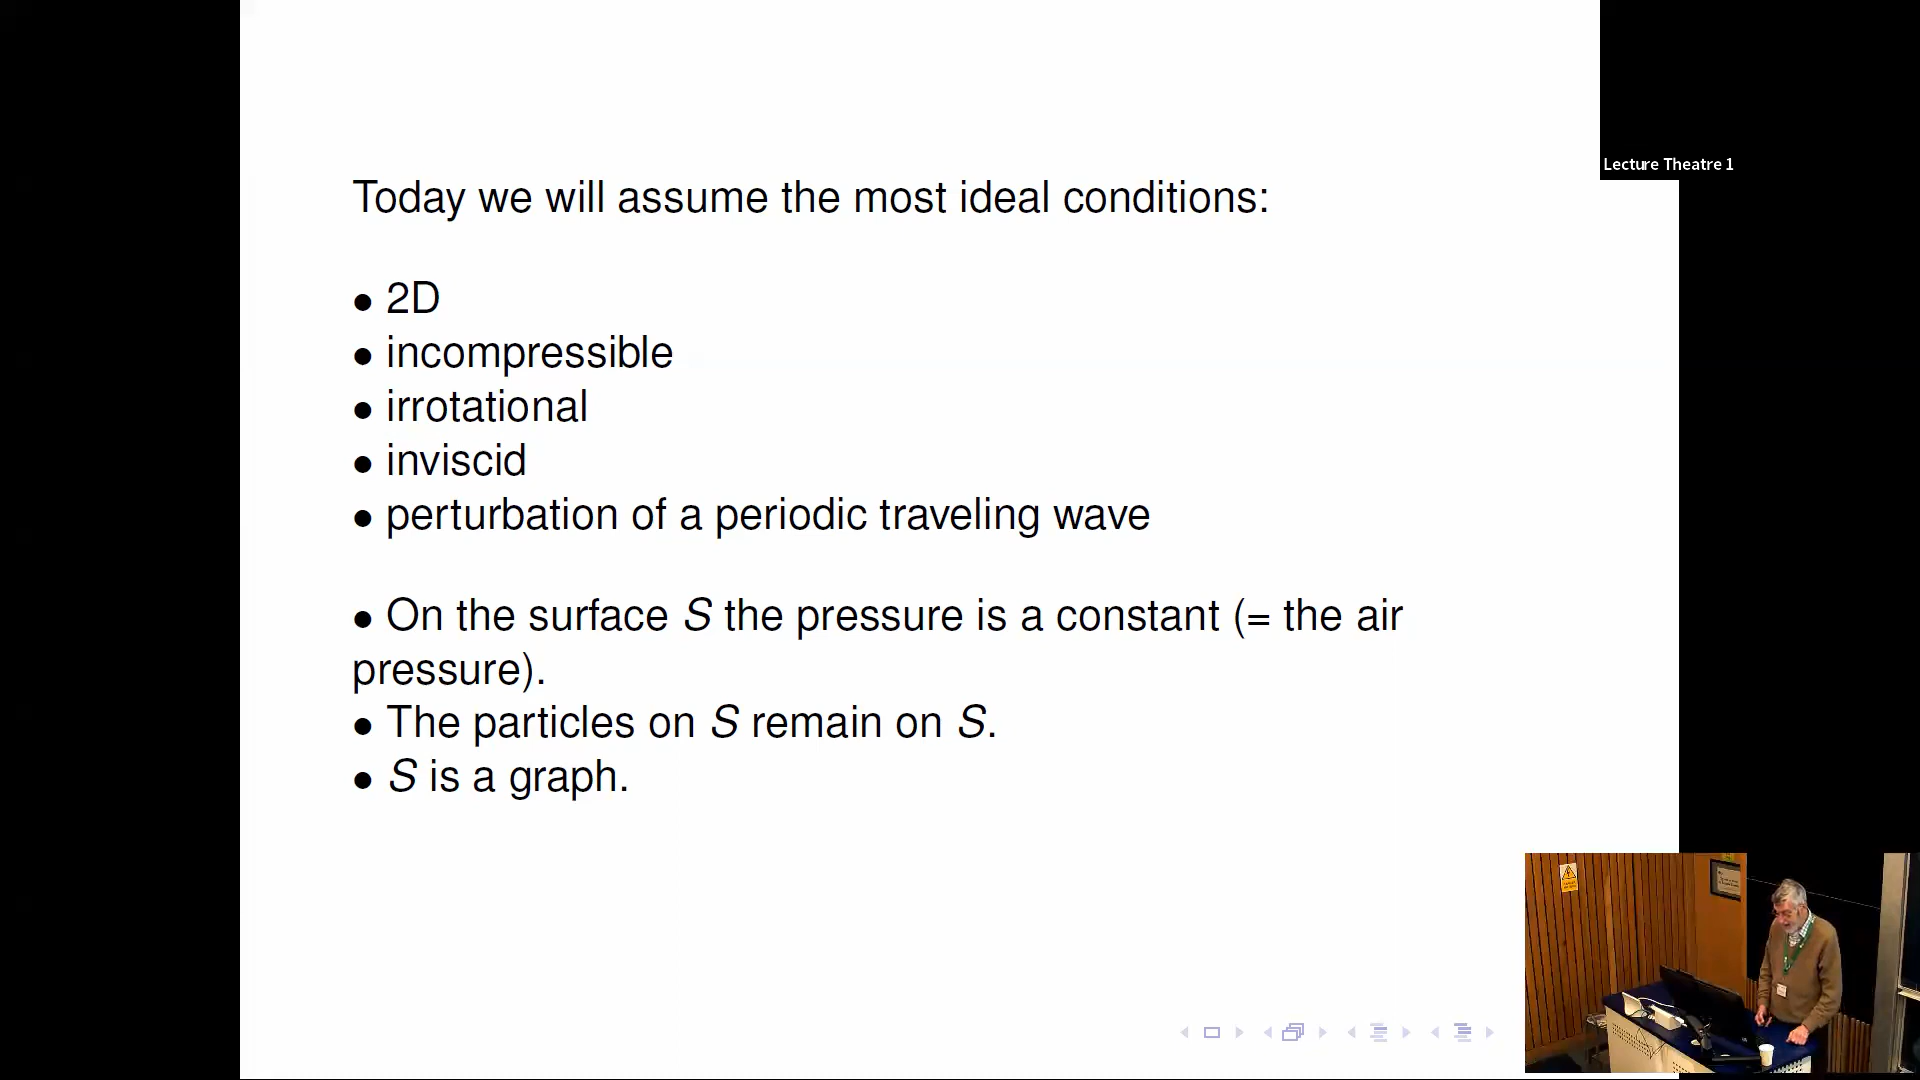 Today we will assume the most ideal conditions:
• 2D
• incompressible
• irrotational
• inviscid
• perturbation of a periodic traveling wave
• On the surface S the pressure is a constant (= the air
pressure).
• The particles on S remain on S.
• S is a graph.
Lecture Theatre 1